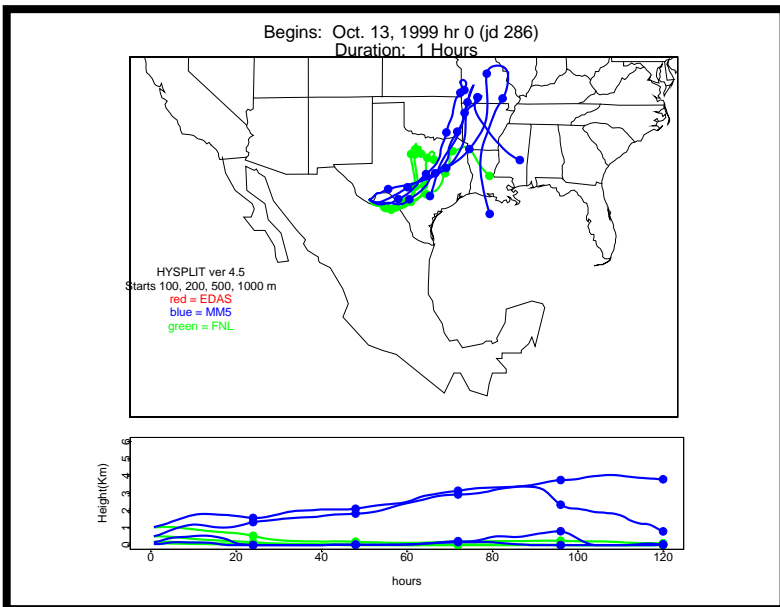 Begins: Oct. 13, 1999 hr 0 (jd 286)
Duration: 1 Hours
HYSPLIT ver 4.5
Starts 100, 200, 500, 1000 m
red = EDAS
blue = MM5
green = FNL
Height(Km)
6
5
4
3
2
1
0
0 20 40 60 80 100 120
hours